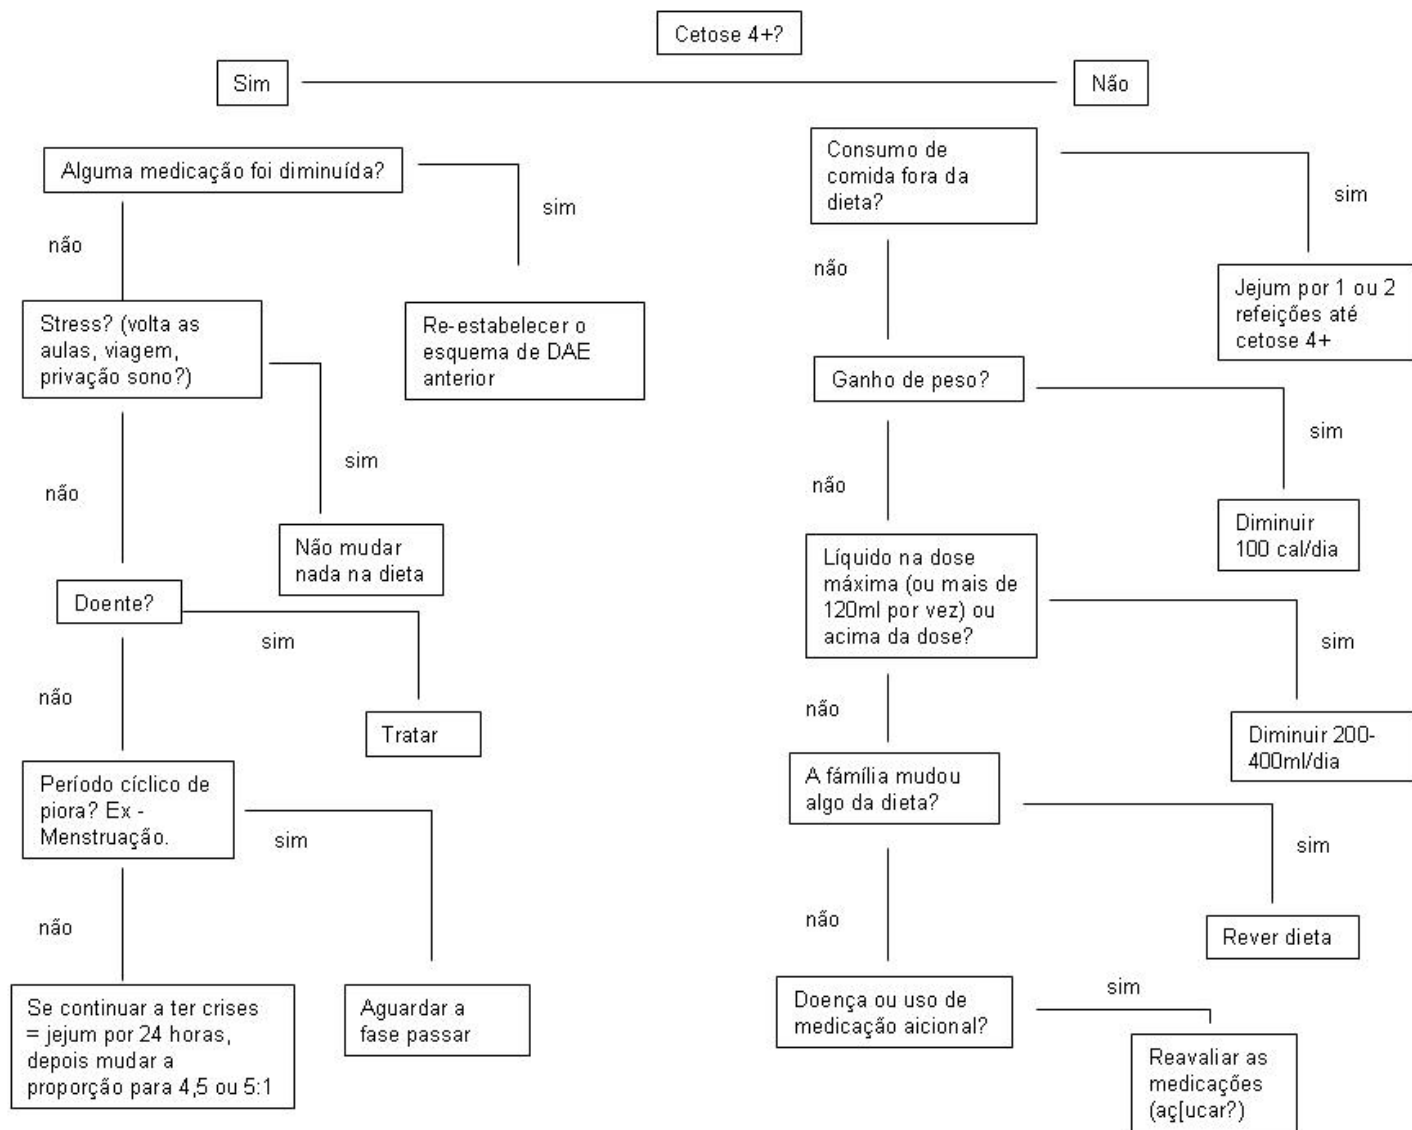 Cetose 4+?
Sim
Não
Alguma medicação foi diminuída?
sim
não
Stress? (volta as
aulas, viagem,
privação sono?)
Re-estabelecer o
esquema de DAE
anterior
sim
não
Não mudar
nada na dieta
Doente?
sim
não
Tratar
Período cíclico de
piora? Ex -
Menstruação.
sim
não
Se continuar a ter crises
= jejum por 24 horas,
depois mudar a
proporção para 4,5 ou 5:1
Aguardar a
fase passar
Consumo de
comida fora da
dieta?
sim
não
Jejum por 1 ou 2
refeições até
cetose 4+
Ganho de peso?
sim
não
Diminuir
100 cal/dia
Líquido na dose
máxima (ou mais de
120ml por vez) ou
acima da dose?
sim
não
Diminuir 200-
400ml/dia
A fámília mudou
algo da dieta?
sim
não
Rever dieta
Doença ou uso de
medicação aicional?
sim
Reavaliar as
medicações
(aç[ucar?)